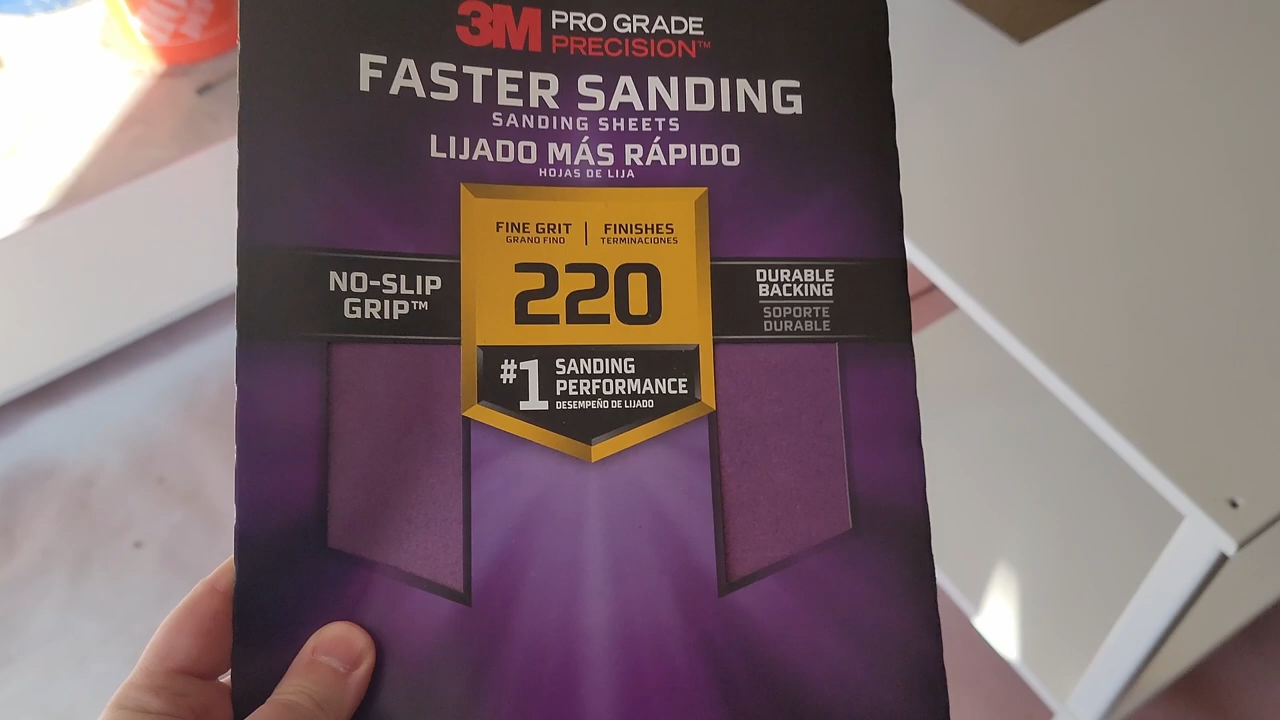 3M PRO GRADE
PRECISION™
FASTER SANDING
SANDING SHEETS
LIJADO MÁS RÁPIDO
HOJAS DE LIJA
FINE GRIT | FINISHES
GRANO FINO TERMINACIONES
220
NO-SLIP
GRIP™
DURABLE
BACKING
SOPORTE
DURABLE
#1 SANDING
PERFORMANCE
DESEMPEÑO DE LIJADO